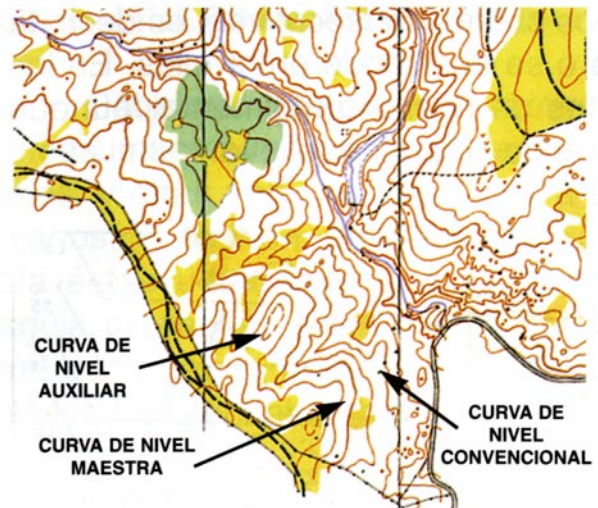 CURVA DE
NIVEL
AUXILIAR
CURVA DE NIVEL
MAESTRA
CURVA DE
NIVEL
CONVENCIONAL